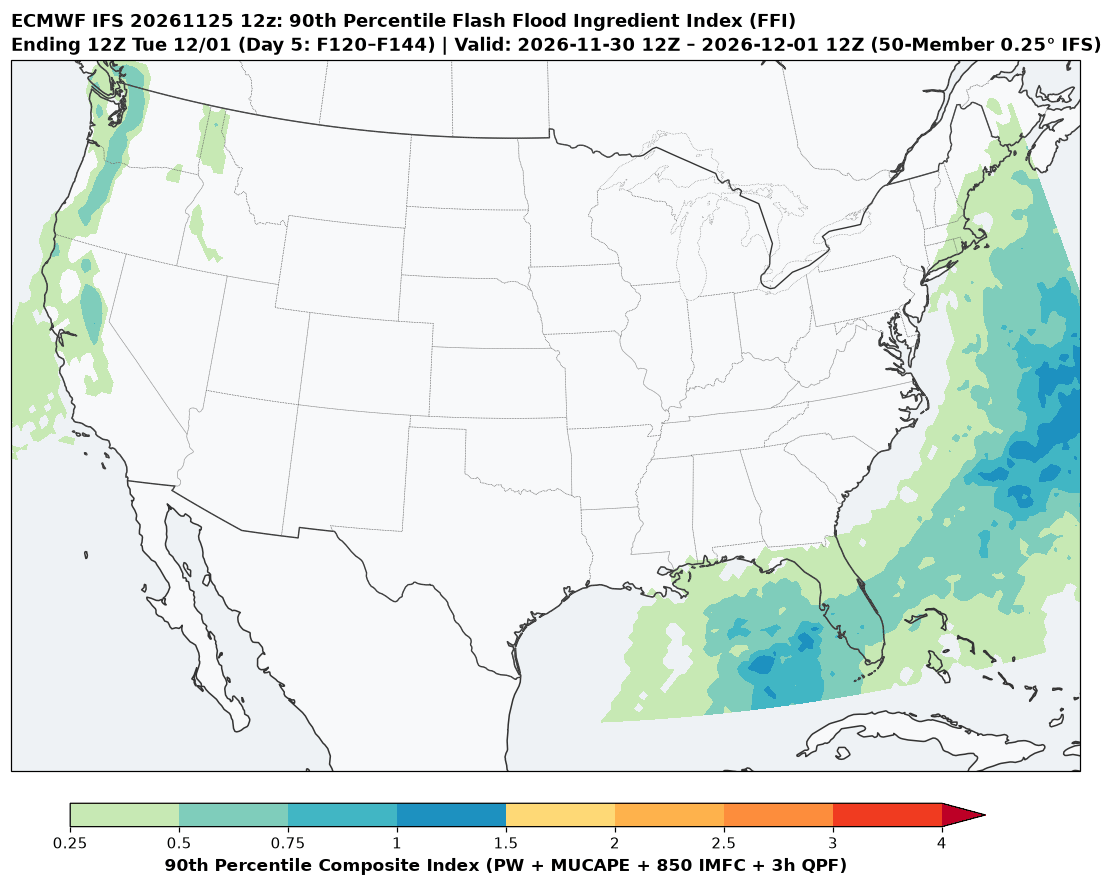 ECMWF IFS 20261125 12z: 90th Percentile Flash Flood Ingredient Index (FFI)
Ending 12Z Tue 12/01 (Day 5: F120–F144) | Valid: 2026-11-30 12Z – 2026-12-01 12Z (50-Member 0.25° IFS)
0.25 0.5 0.75 1 1.5 2 2.5 3 4
90th Percentile Composite Index (PW + MUCAPE + 850 IMFC + 3h QPF)